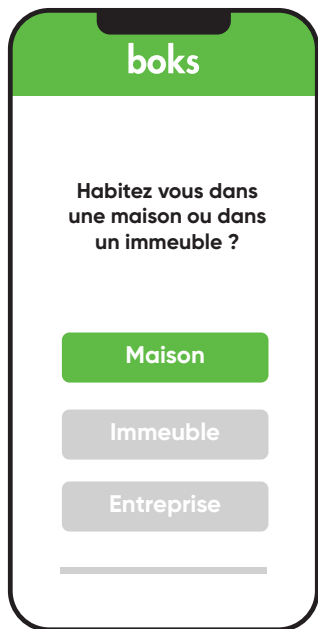 boks
Habitez vous dans
une maison ou dans
un immeuble ?
Maison
Immeuble
Entreprise